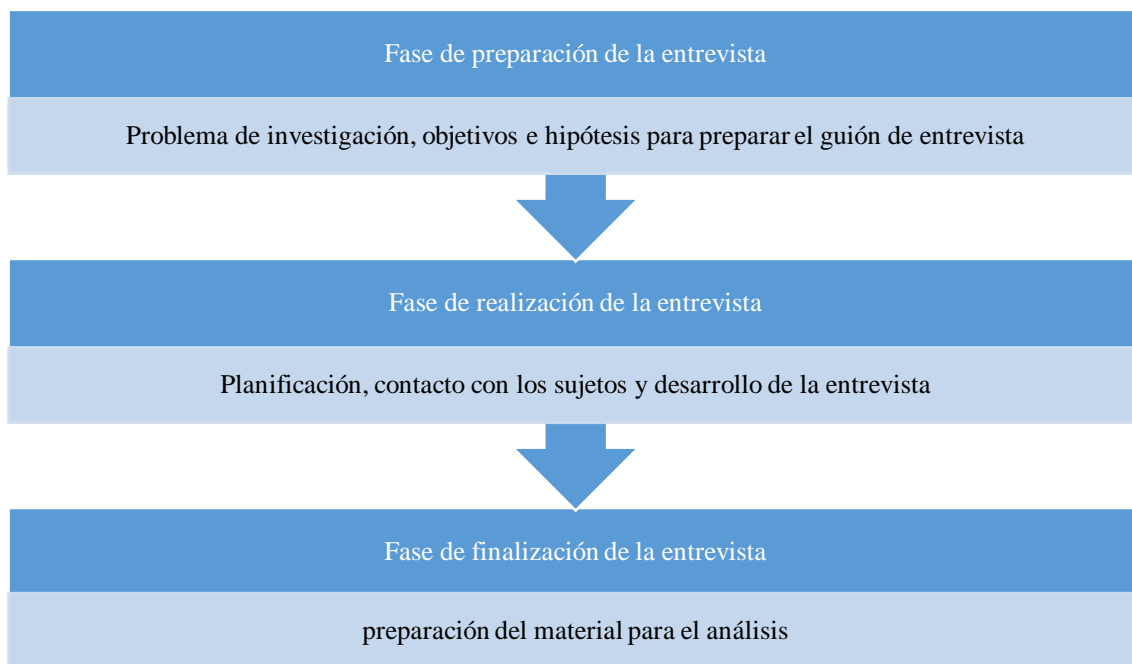 Fase de preparación de la entrevista
Problema de investigación, objetivos e hipótesis para preparar el guión de entrevista
Fase de realización de la entrevista
Planificación, contacto con los sujetos y desarrollo de la entrevista
Fase de finalización de la entrevista
preparación del material para el análisis